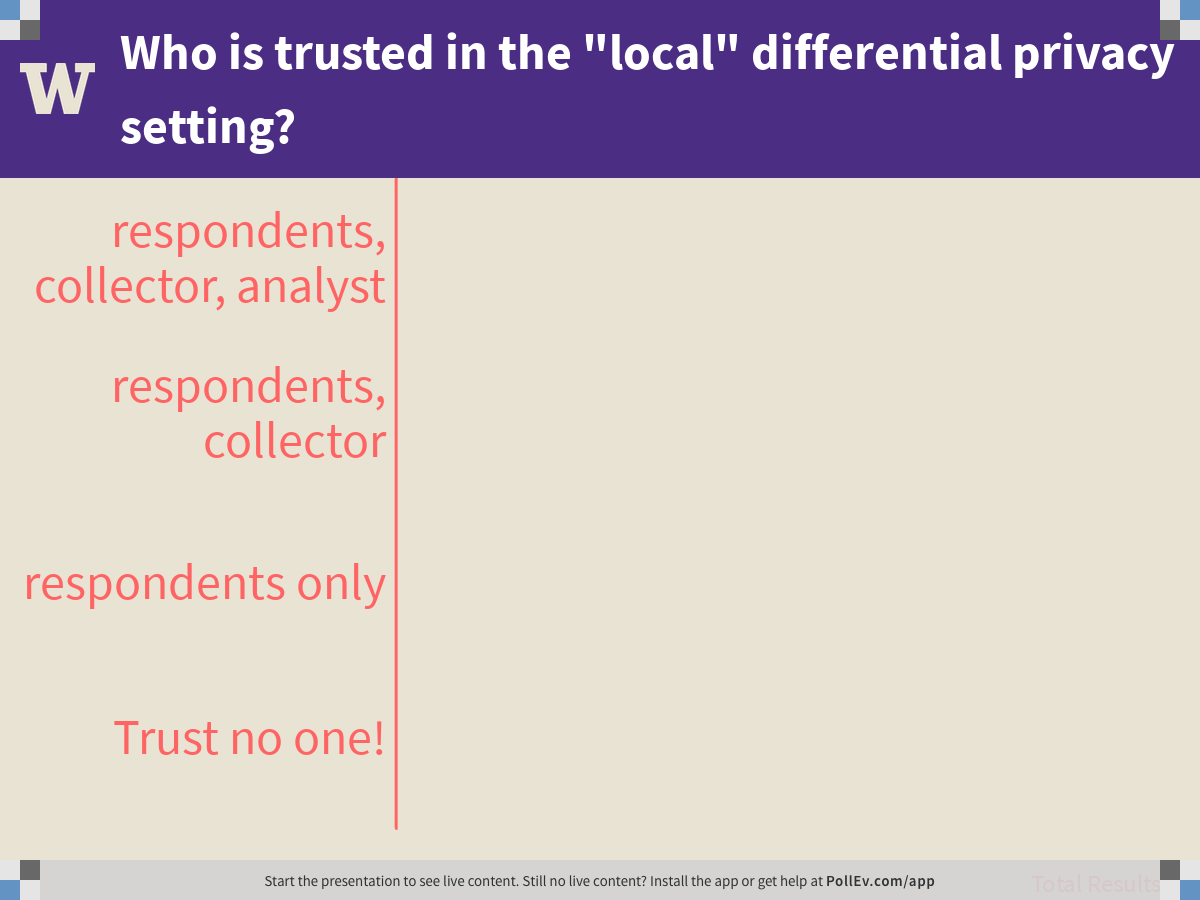 W
Who is trusted in the "local" differential privacy
setting?
respondents,
collector, analyst
respondents,
collector
respondents only
Trust no one!
Start the presentation to see live content. Still no live content? Install the app or get help at PollEv.com/app
Total Results